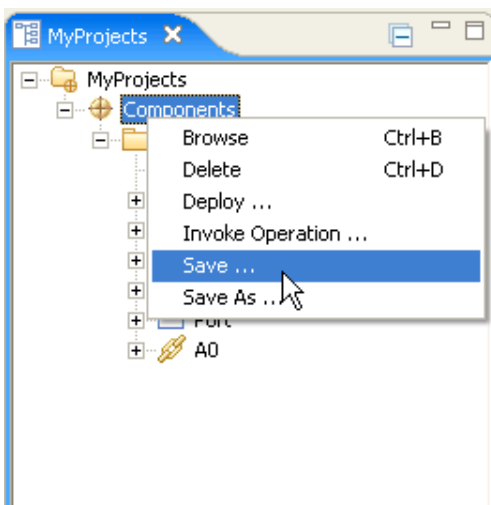 MyProjects
MyProjects
Components
Browse Ctrl+B
Delete Ctrl+D
Deploy ...
Invoke Operation ...
Save ...
Save As ...
Port
A0